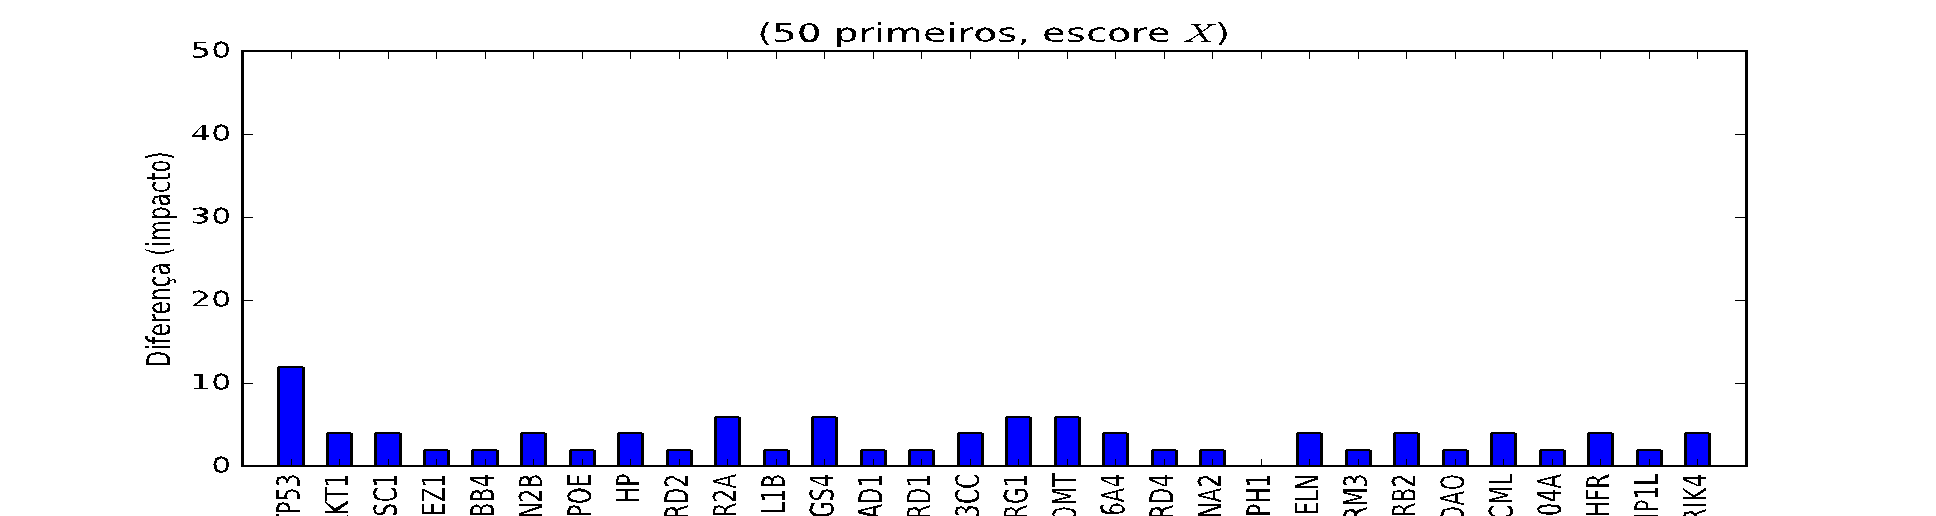 (50 primeiros, escore X)
Diferença (impacto)
50
40
30
20
10
0
TP53
KT1
SC1
EZ1
BB4
N2B
POE
HP
RD2
R2A
L1B
GS4
AD1
RD1
3CC
RG1
OMT
6A4
RD4
NA2
PH1
ELN
RM3
RB2
DAO
CML
04A
HFR
IP1L
RIK4